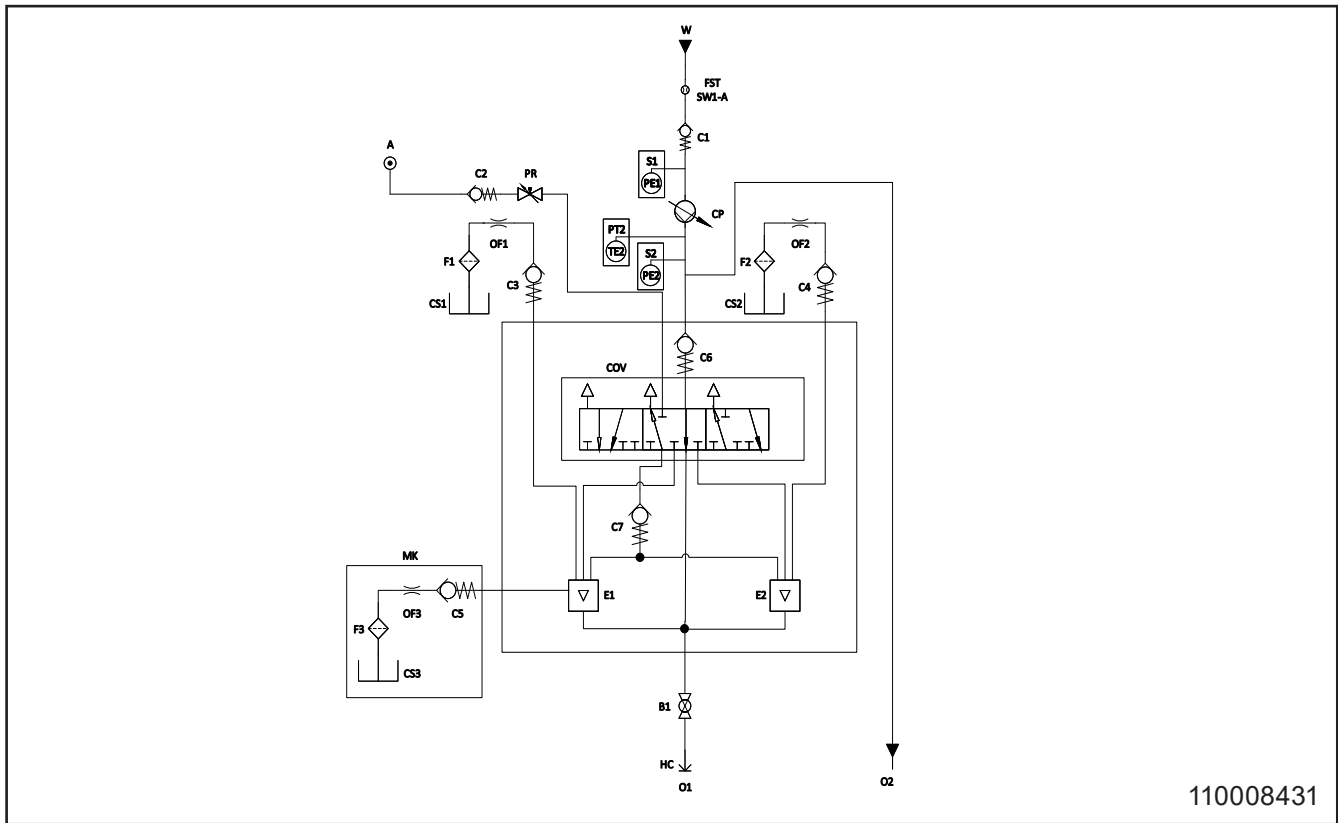 W
FST
SW1-A
C1
A
S1
PE1
C2
PR
CP
PT2
TE2
S2
PE2
OF1
OF2
F1
F2
C3
C4
CS1
CS2
C6
COV
C7
MK
E1
E2
OF3
C5
F3
CS3
B1
HC
O1
O2
110008431